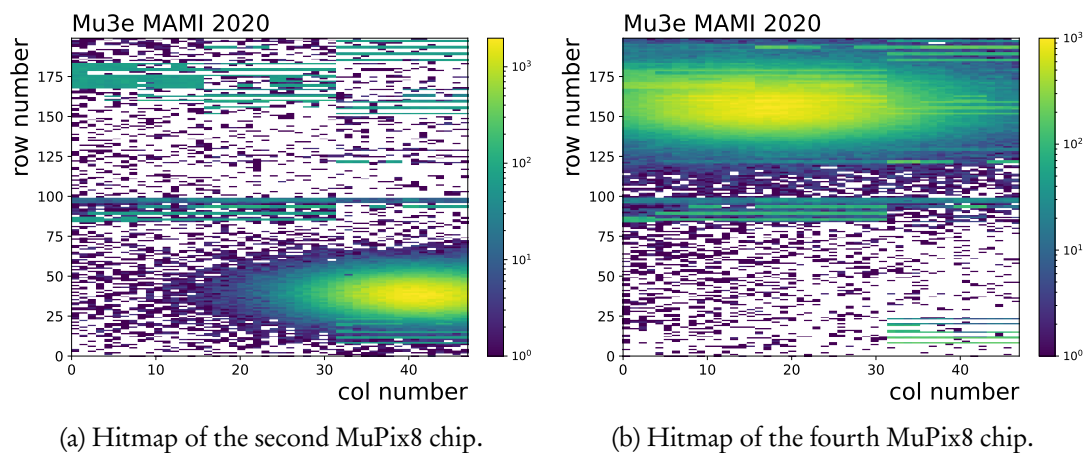 Mu3e MAMI 2020
row number
175
150
125
100
75
50
25
0
0 10 20 30 40
col number
10³
10²
10¹
10⁰
(a) Hitmap of the second MuPix8 chip.
Mu3e MAMI 2020
row number
175
150
125
100
75
50
25
0
0 10 20 30 40
col number
10³
10²
10¹
10⁰
(b) Hitmap of the fourth MuPix8 chip.